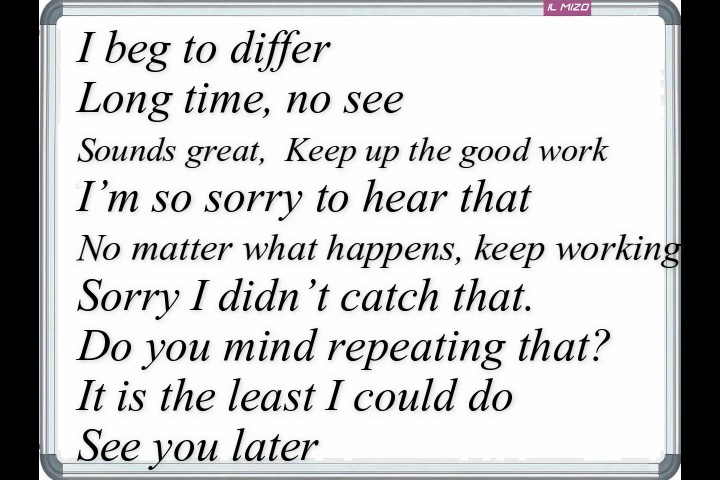 IL MIZO
I beg to differ
Long time, no see
Sounds great,  Keep up the good work
I’m so sorry to hear that
No matter what happens, keep working
Sorry I didn’t catch that.
Do you mind repeating that?
It is the least I could do
See you later